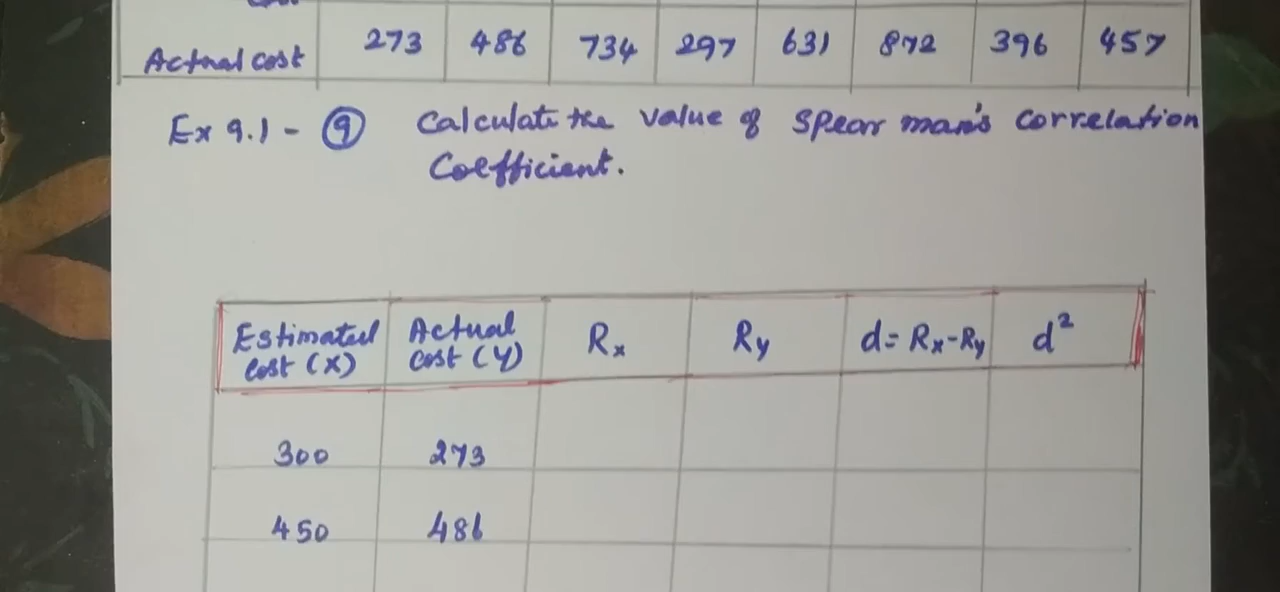 Actual cost 273 486 734 297 631 872 396 457
Ex 9.1 - 9 Calculate the value of Spearman's Correlation
Coefficient.
Estimated Cost (X) Actual Cost (Y) Rx Ry d = Rx-Ry d²
300 273
450 486